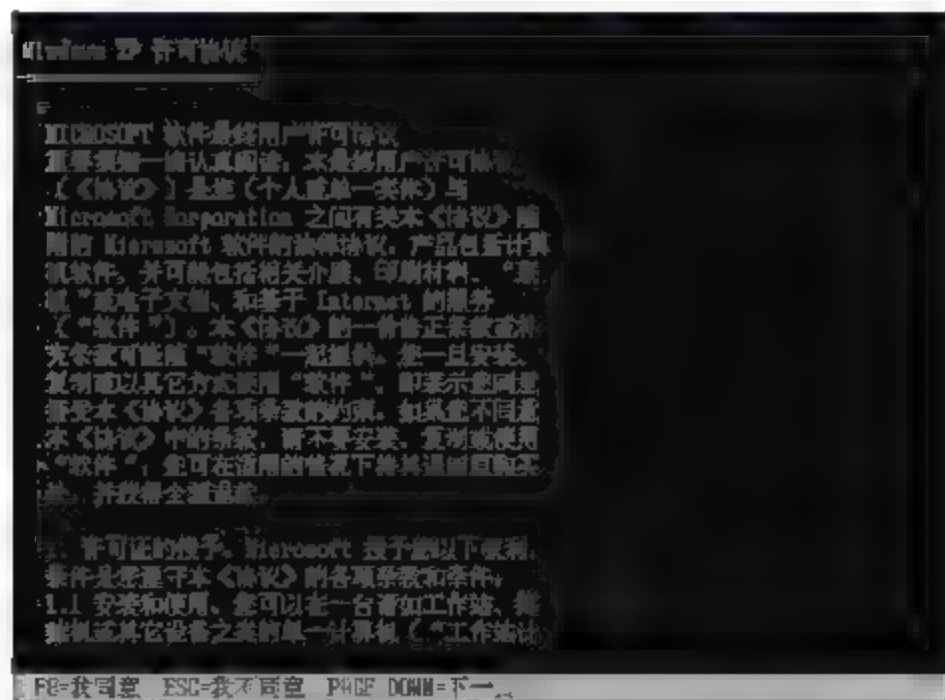 Windows XP 许可协议
MICROSOFT 软件最终用户许可协议
重要须知一请认真阅读：本最终用户许可协议
（《协议》）是您（个人或单一实体）与
Microsoft Corporation 之间有关本《协议》随
附的 Microsoft 软件的法律协议。产品包括计算
机软件，并可能包括相关介质、印刷材料、“联
机”或电子文档、和基于 Internet 的服务
（“软件”）。本《协议》的一份修正条款或补
充条款可能随“软件”一起提供。您一旦安装、
复制或以其它方式使用“软件”，即表示您同意
接受本《协议》各项条款的约束。如果您不同意
本《协议》中的条款，请不要安装、复制或使用
“软件”；您可在适用的情况下将其退回原购买
处，并获得全额退款。
1. 许可证的授予。Microsoft 授予您以下权利，
条件是您遵守本《协议》的各项条款和条件：
1.1 安装和使用。您可以在一台诸如工作站、终
端机或其它设备之类的单一计算机（“工作站计
F8=我同意 ESC=我不同意 PAGE DOWN=下一